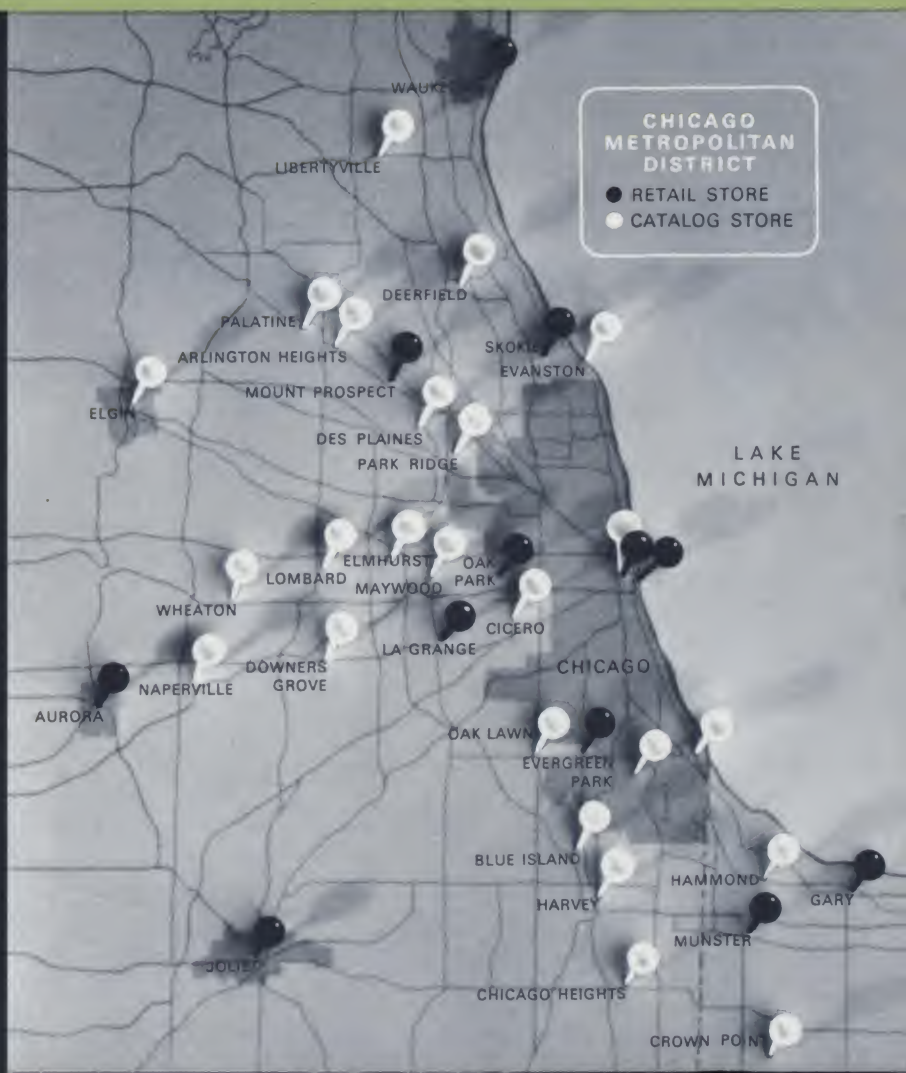 WAUKE
CHICAGO
METROPOLITAN
DISTRICT
RETAIL STORE
CATALOG STORE
LIBERTYVILLE
DEERFIELD
PALATINE
ARLINGTON HEIGHTS
SKOKIE
EVANSTON
MOUNT PROSPECT
ELGIN
DES PLAINES
PARK RIDGE
LAKE
MICHIGAN
ELMHURST
OAK
PARK
LOMBARD
MAYWOOD
WHEATON
CICERO
LA GRANGE
CHICAGO
DOWNERS
GROVE
NAPERVILLE
AURORA
OAK LAWN
EVERGREEN
PARK
BLUE ISLAND
HAMMOND
GARY
HARVEY
MUNSTER
JOLIET
CHICAGO HEIGHTS
CROWN POINT